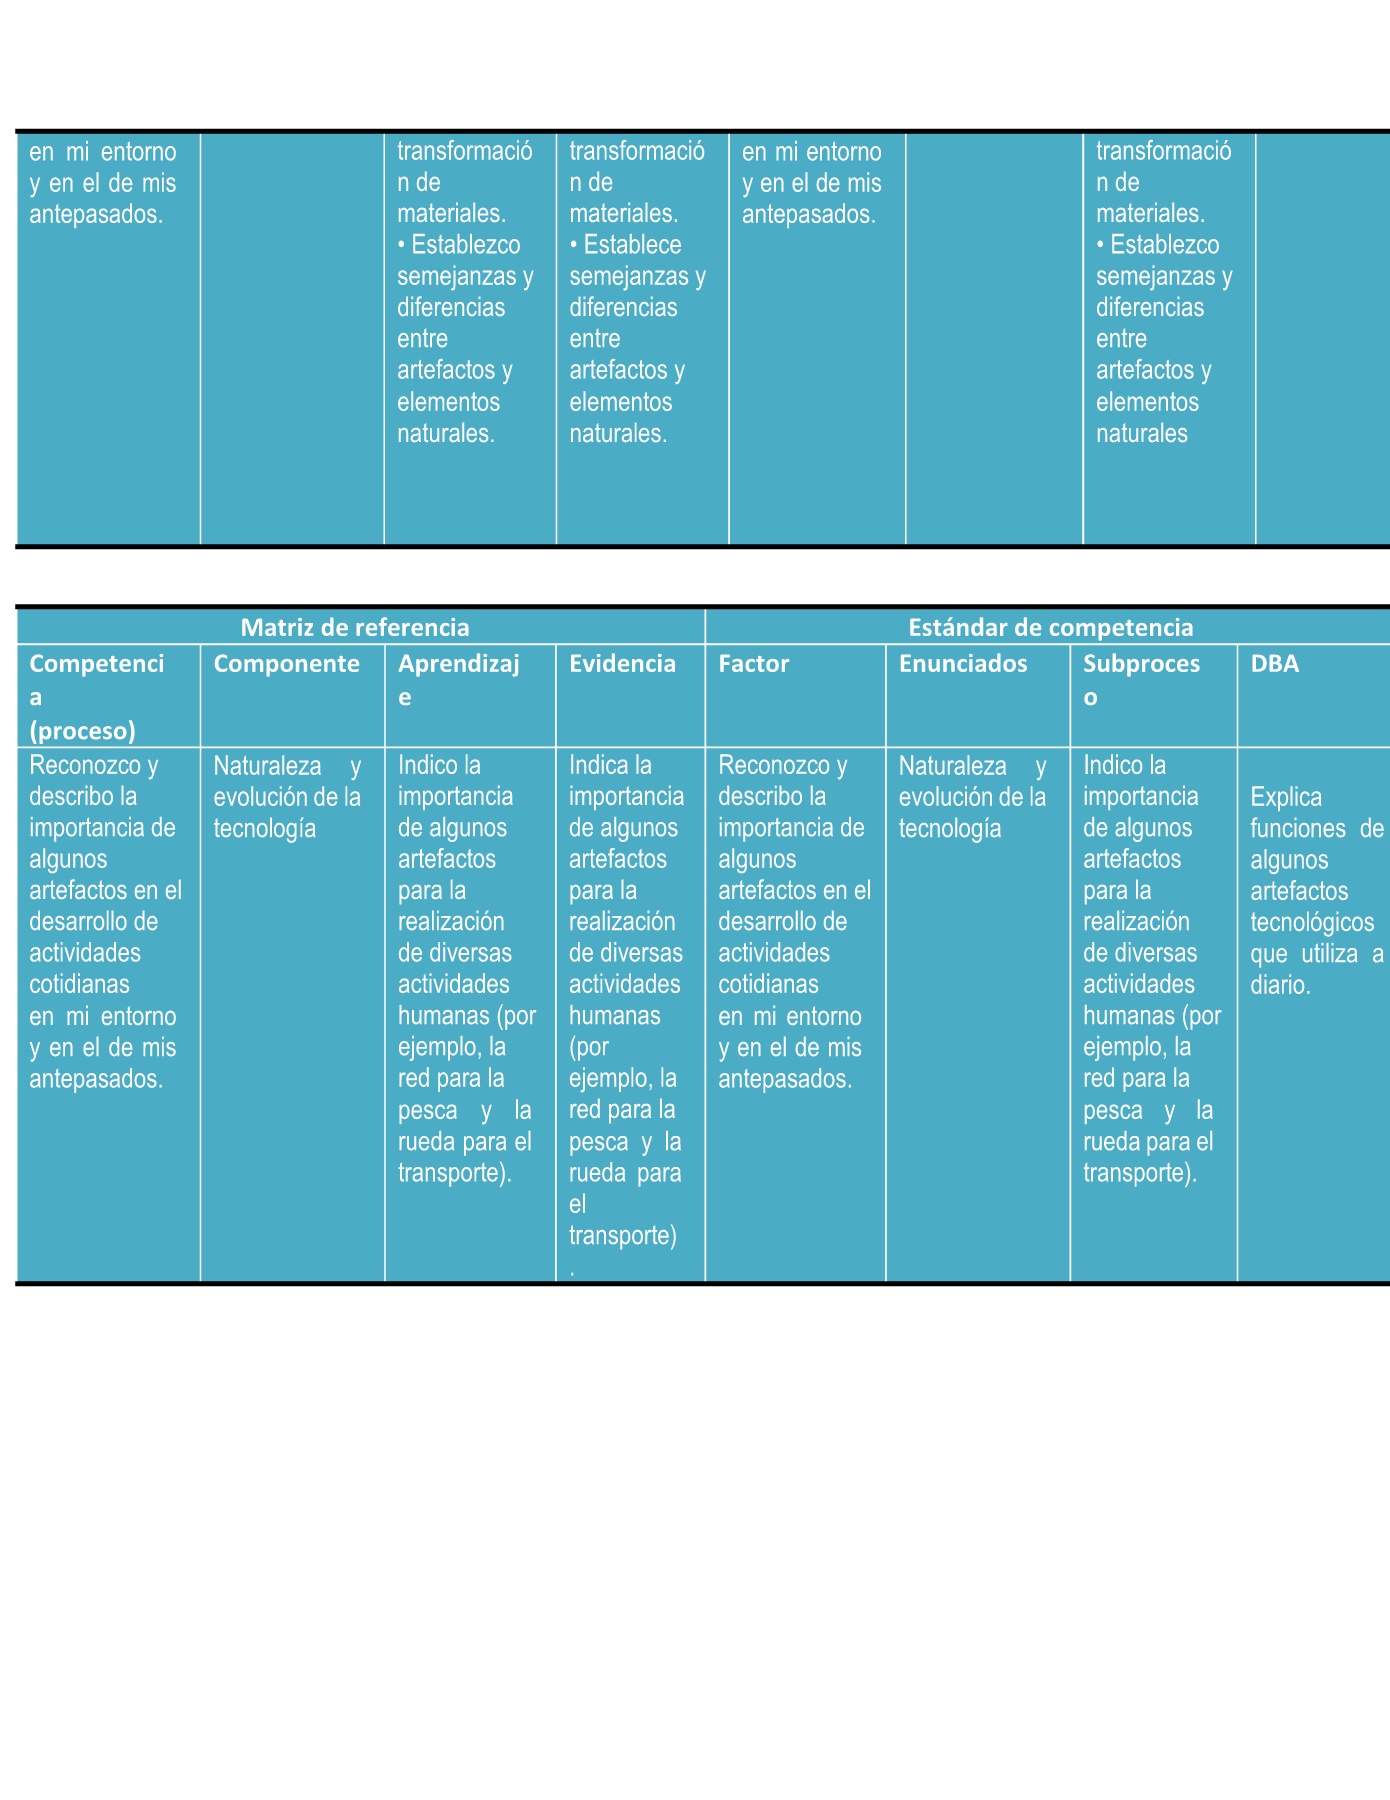 en mi entorno
y en el de mis
antepasados.
transformació
n de
materiales.
• Establezco
semejanzas y
diferencias
entre
artefactos y
elementos
naturales.
transformació
n de
materiales.
• Establece
semejanzas y
diferencias
entre
artefactos y
elementos
naturales.
en mi entorno
y en el de mis
antepasados.
transformació
n de
materiales.
• Establezco
semejanzas y
diferencias
entre
artefactos y
elementos
naturales
Matriz de referencia
Estándar de competencia
Competenci
a
(proceso)
Componente
Aprendizaj
e
Evidencia
Factor
Enunciados
Subproces
o
DBA
Reconozco y
describo la
importancia de
algunos
artefactos en el
desarrollo de
actividades
cotidianas
en mi entorno
y en el de mis
antepasados.
Naturaleza y
evolución de la
tecnología
Indico la
importancia
de algunos
artefactos
para la
realización
de diversas
actividades
humanas (por
ejemplo, la
red para la
pesca y la
rueda para el
transporte).
Indica la
importancia
de algunos
artefactos
para la
realización
de diversas
actividades
humanas
(por
ejemplo, la
red para la
pesca y la
rueda para
el
transporte)
.
Reconozco y
describo la
importancia de
algunos
artefactos en el
desarrollo de
actividades
cotidianas
en mi entorno
y en el de mis
antepasados.
Naturaleza y
evolución de la
tecnología
Indico la
importancia
de algunos
artefactos
para la
realización
de diversas
actividades
humanas (por
ejemplo, la
red para la
pesca y la
rueda para el
transporte).
Explica
funciones de
algunos
artefactos
tecnológicos
que utiliza a
diario.